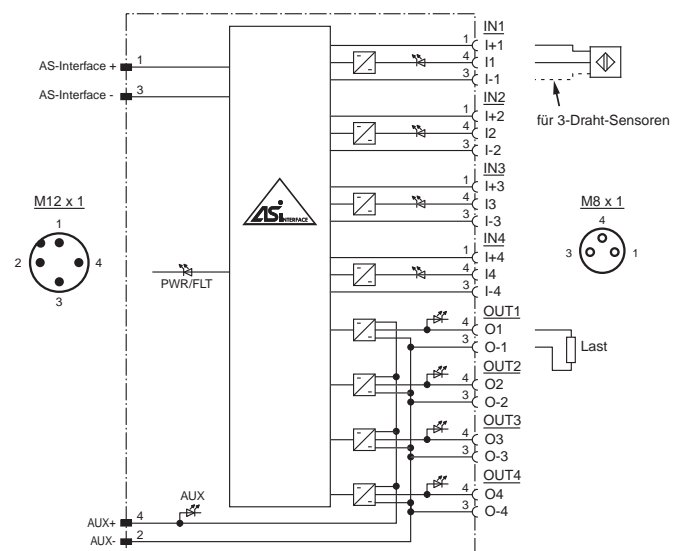 IN1
1 I+1
AS-Interface + 1
4 I1
3 I-1
AS-Interface - 3
IN2
für 3-Draht-Sensoren
1 I+2
4 I2
3 I-2
IN3
1 I+3
M12 x 1
M8 x 1
4 I3
3 I-3
1
2 4
3
4
3 1
ASi INTERFACE
IN4
1 I+4
4 I4
3 I-4
PWR/FLT
OUT1
4 O1
3 O-1
Last
OUT2
4 O2
3 O-2
OUT3
4 O3
3 O-3
OUT4
4 O4
3 O-4
AUX
AUX+ 4
AUX- 2